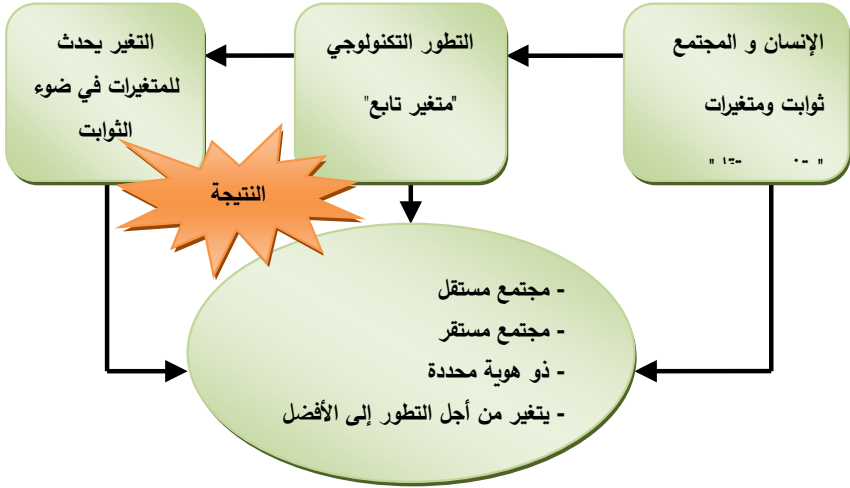 الإنسان و المجتمع
ثوابت ومتغيرات
التطور التكنولوجي
"متغير تابع"
التغير يحدث
للمتغيرات في ضوء
الثوابت
النتيجة
- مجتمع مستقل
- مجتمع مستقر
- ذو هوية محددة
- يتغير من أجل التطور إلى الأفضل